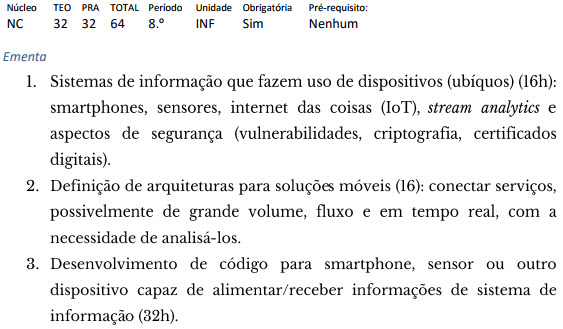 Núcleo TEO PRA TOTAL Período Unidade Obrigatória Pré-requisito:
NC 32 32 64 8.º INF Sim Nenhum
Ementa
1. Sistemas de informação que fazem uso de dispositivos (ubíquos) (16h):
smartphones, sensores, internet das coisas (IoT), stream analytics e
aspectos de segurança (vulnerabilidades, criptografia, certificados
digitais).
2. Definição de arquiteturas para soluções móveis (16): conectar serviços,
possivelmente de grande volume, fluxo e em tempo real, com a
necessidade de analisá-los.
3. Desenvolvimento de código para smartphone, sensor ou outro
dispositivo capaz de alimentar/receber informações de sistema de
informação (32h).